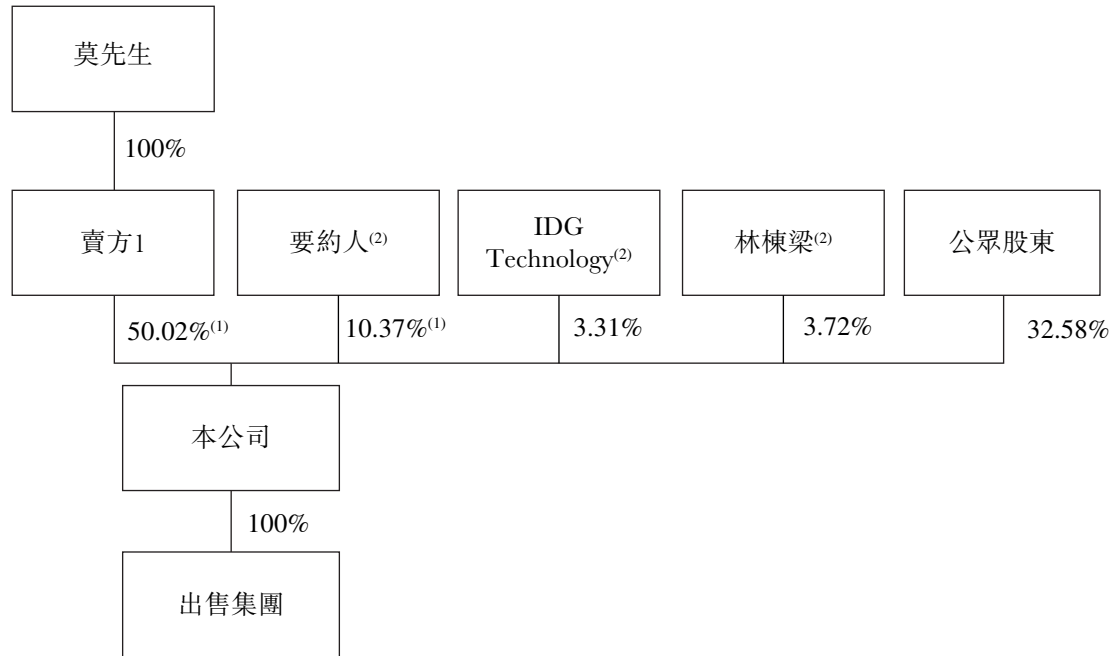 莫先生
100%
賣方1
要約人(2)
IDG
Technology(2)
林棟梁(2)
公眾股東
50.02%(1)
10.37%(1)
3.31%
3.72%
32.58%
本公司
100%
出售集團